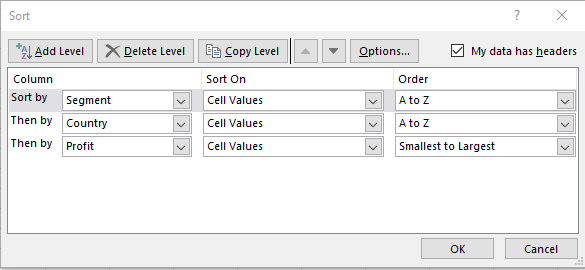 Sort ? X
Add Level Delete Level Copy Level Options... My data has headers
Column Sort On Order
Sort by Segment Cell Values A to Z
Then by Country Cell Values A to Z
Then by Profit Cell Values Smallest to Largest
OK Cancel